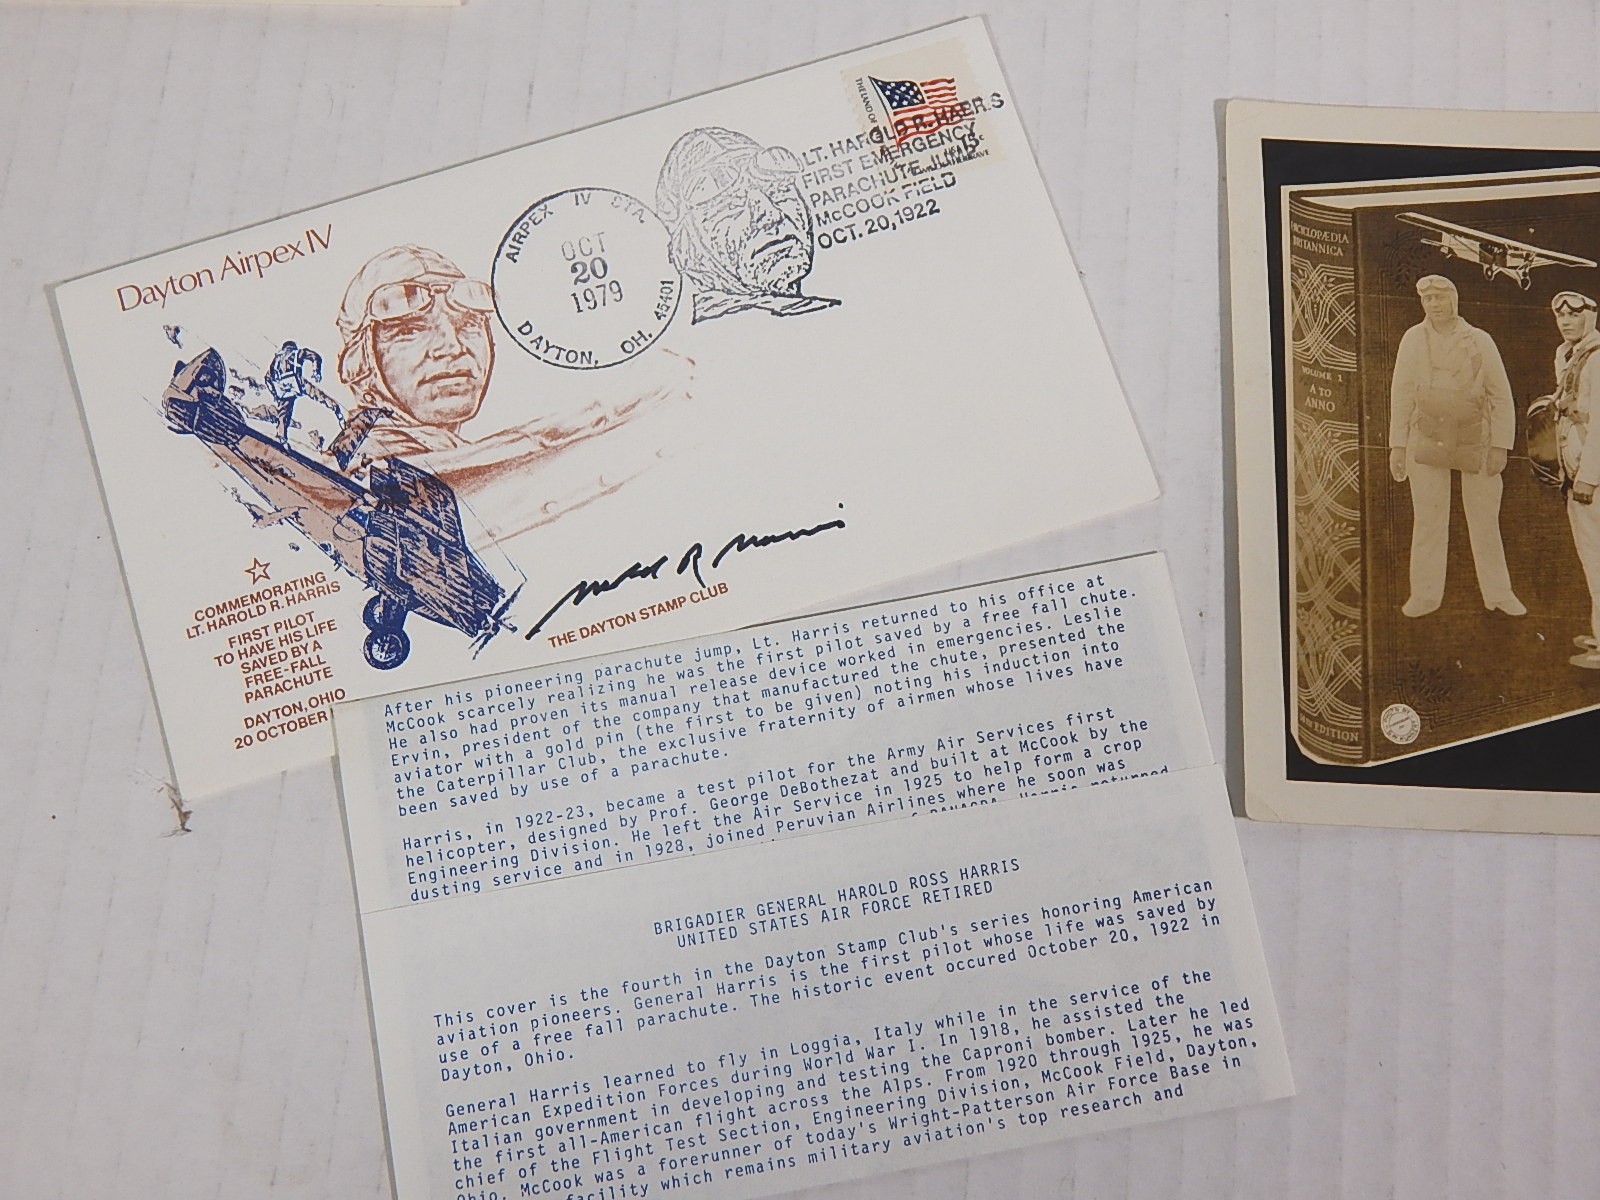 Dayton Airpex IV
AIRPEX IV STA.
OCT
20
1979
DAYTON, OH. 45401
THE LAND OF
15c
LT. HAROLD R. HARRIS
FIRST EMERGENCY
PARACHUTE JUMP
McCOOK FIELD
OCT. 20, 1922
COMMEMORATING
LT. HAROLD R. HARRIS
FIRST PILOT
TO HAVE HIS LIFE
SAVED BY A
FREE-FALL
PARACHUTE
DAYTON, OHIO
20 OCTOBER
Harold R Harris
THE DAYTON STAMP CLUB
After his pioneering parachute jump, Lt. Harris returned to his office at
McCook scarcely realizing he was the first pilot saved by a free fall chute.
He also had proven its manual release device worked in emergencies. Leslie
Ervin, president of the company that manufactured the chute, presented the
aviator with a gold pin (the first to be given) noting his induction into
the Caterpillar Club, the exclusive fraternity of airmen whose lives have
been saved by use of a parachute.
Harris, in 1922-23, became a test pilot for the Army Air Services first
helicopter, designed by Prof. George DeBothezat and built at McCook by the
Engineering Division. He left the Air Service in 1925 to help form a crop
dusting service and in 1928, joined Peruvian Airlines where he soon was
PANAGRA. Harris returned
BRIGADIER GENERAL HAROLD ROSS HARRIS
UNITED STATES AIR FORCE RETIRED
This cover is the fourth in the Dayton Stamp Club's series honoring American
aviation pioneers. General Harris is the first pilot whose life was saved by
use of a free fall parachute. The historic event occured October 20, 1922 in
Dayton, Ohio.
General Harris learned to fly in Loggia, Italy while in the service of the
American Expedition Forces during World War I. In 1918, he assisted the
Italian government in developing and testing the Caproni bomber. Later he led
the first all-American flight across the Alps. From 1920 through 1925, he was
chief of the Flight Test Section, Engineering Division, McCook Field, Dayton,
Ohio. McCook was a forerunner of today's Wright-Patterson Air Force Base in
facility which remains military aviation's top research and
ENCYCLOPÆDIA
BRITANNICA
VOLUME 1
A TO
ANNO
14TH EDITION